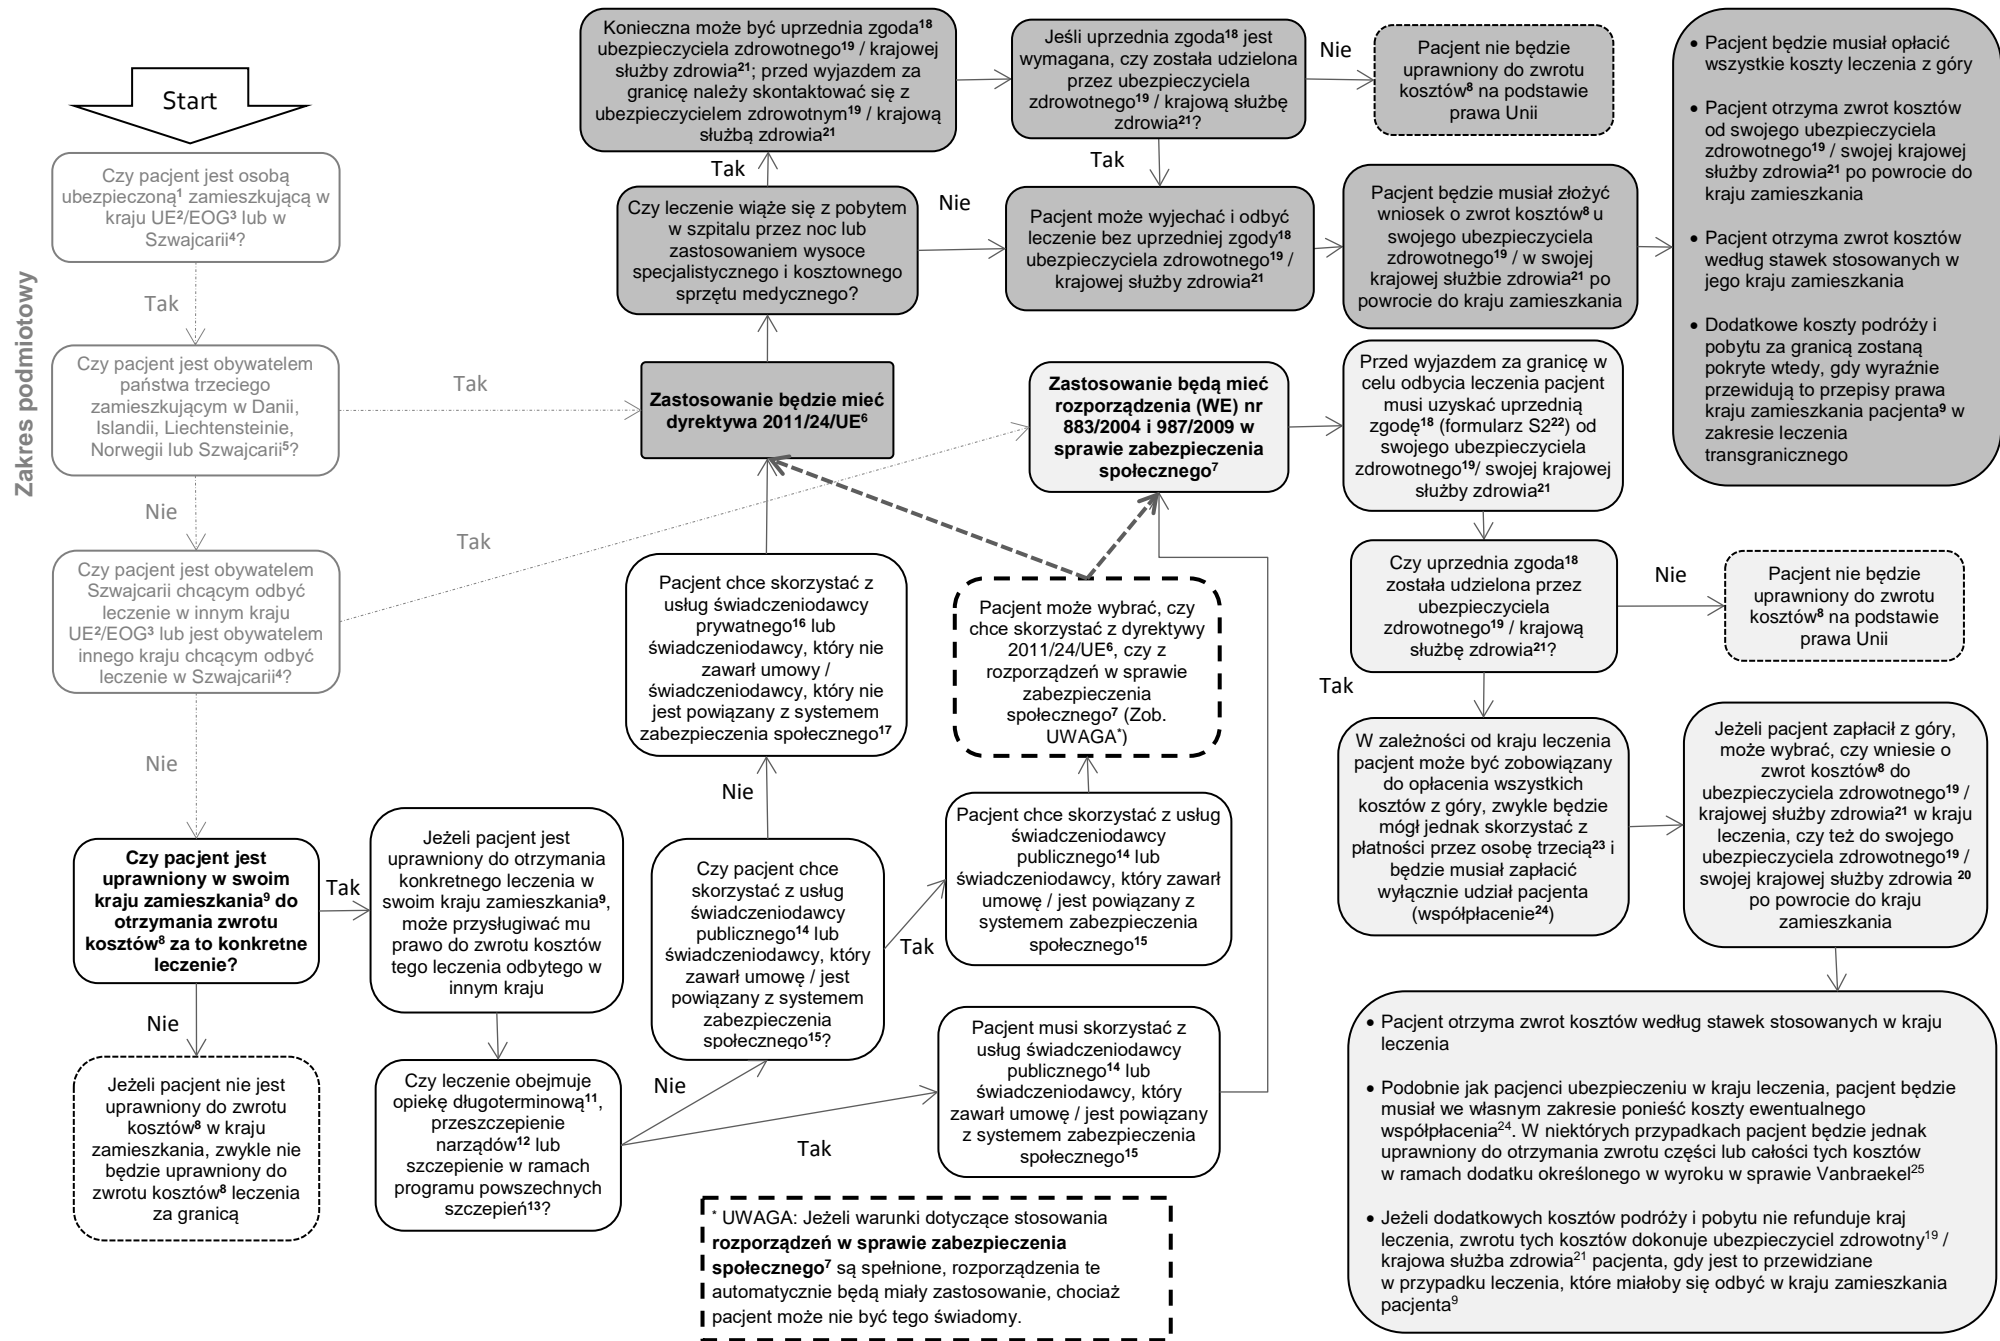 Start
Zakres podmiotowy
Czy pacjent jest osobą
ubezpieczoną¹ zamieszkującą w
kraju UE²/EOG³ lub w
Szwajcarii⁴?
Tak
Czy pacjent jest obywatelem
państwa trzeciego
zamieszkującym w Danii,
Islandii, Liechtensteinie,
Norwegii lub Szwajcarii⁵?
Tak
Nie
Czy pacjent jest obywatelem
Szwajcarii chcącym odbyć
leczenie w innym kraju
UE²/EOG³ lub jest obywatelem
innego kraju chcącym odbyć
leczenie w Szwajcarii⁴?
Tak
Nie
Czy pacjent jest
uprawniony w swoim
kraju zamieszkania⁹ do
otrzymania zwrotu
kosztów⁸ za to konkretne
leczenie?
Tak
Nie
Jeżeli pacjent nie jest
uprawniony do zwrotu
kosztów⁸ w kraju
zamieszkania, zwykle nie
będzie uprawniony do
zwrotu kosztów⁸ leczenia
za granicą
Jeżeli pacjent jest
uprawniony do otrzymania
konkretnego leczenia w
swoim kraju zamieszkania⁹,
może przysługiwać mu
prawo do zwrotu kosztów
tego leczenia odbytego w
innym kraju
Czy leczenie obejmuje
opiekę długoterminową¹¹,
przeszczepienie
narządów¹² lub
szczepienie w ramach
programu powszechnych
szczepień¹³?
Nie
Tak
Czy pacjent chce
skorzystać z usług
świadczeniodawcy
publicznego¹⁴ lub
świadczeniodawcy, który
zawarł umowę / jest
powiązany z systemem
zabezpieczenia
społecznego¹⁵?
Nie
Tak
Pacjent chce skorzystać z
usług świadczeniodawcy
prywatnego¹⁶ lub
świadczeniodawcy, który nie
zawarł umowy /
świadczeniodawcy, który nie
jest powiązany z systemem
zabezpieczenia społecznego¹⁷
Pacjent chce skorzystać z usług
świadczeniodawcy
publicznego¹⁴ lub
świadczeniodawcy, który zawarł
umowę / jest powiązany z
systemem zabezpieczenia
społecznego¹⁵
Pacjent musi skorzystać z
usług świadczeniodawcy
publicznego¹⁴ lub
świadczeniodawcy, który
zawarł umowę / jest powiązany
z systemem zabezpieczenia
społecznego¹⁵
Pacjent może wybrać, czy
chce skorzystać z dyrektywy
2011/24/UE⁶, czy z
rozporządzeń w sprawie
zabezpieczenia
społecznego⁷ (Zob.
UWAGA*)
* UWAGA: Jeżeli warunki dotyczące stosowania
rozporządzeń w sprawie zabezpieczenia
społecznego⁷ są spełnione, rozporządzenia te
automatycznie będą miały zastosowanie, chociaż
pacjent może nie być tego świadomy.
Zastosowanie będzie mieć
dyrektywa 2011/24/UE⁶
Czy leczenie wiąże się z pobytem
w szpitalu przez noc lub
zastosowaniem wysoce
specjalistycznego i kosztownego
sprzętu medycznego?
Tak
Nie
Konieczna może być uprzednia zgoda¹⁸
ubezpieczyciela zdrowotnego¹⁹ / krajowej
służby zdrowia²¹; przed wyjazdem za
granicę należy skontaktować się z
ubezpieczycielem zdrowotnym¹⁹ / krajową
służbą zdrowia²¹
Jeśli uprzednia zgoda¹⁸ jest
wymagana, czy została udzielona
przez ubezpieczyciela
zdrowotnego¹⁹ / krajową służbę
zdrowia²¹?
Nie
Tak
Pacjent nie będzie
uprawniony do zwrotu
kosztów⁸ na podstawie
prawa Unii
Pacjent może wyjechać i odbyć
leczenie bez uprzedniej zgody¹⁸
ubezpieczyciela zdrowotnego¹⁹ /
krajowej służby zdrowia²¹
Pacjent będzie musiał złożyć
wniosek o zwrot kosztów⁸ u
swojego ubezpieczyciela
zdrowotnego¹⁹ / w swojej
krajowej służbie zdrowia²¹ po
powrocie do kraju zamieszkania
• Pacjent będzie musiał opłacić
wszystkie koszty leczenia z góry
• Pacjent otrzyma zwrot kosztów
od swojego ubezpieczyciela
zdrowotnego¹⁹ / swojej krajowej
służby zdrowia²¹ po powrocie do
kraju zamieszkania
• Pacjent otrzyma zwrot kosztów
według stawek stosowanych w
jego kraju zamieszkania
• Dodatkowe koszty podróży i
pobytu za granicą zostaną
pokryte wtedy, gdy wyraźnie
przewidują to przepisy prawa
kraju zamieszkania pacjenta⁹ w
zakresie leczenia
transgranicznego
Zastosowanie będą mieć
rozporządzenia (WE) nr
883/2004 i 987/2009 w
sprawie zabezpieczenia
społecznego⁷
Przed wyjazdem za granicę w
celu odbycia leczenia pacjent
musi uzyskać uprzednią
zgodę¹⁸ (formularz S2²²) od
swojego ubezpieczyciela
zdrowotnego¹⁹/ swojej krajowej
służby zdrowia²¹
Czy uprzednia zgoda¹⁸
została udzielona przez
ubezpieczyciela
zdrowotnego¹⁹ / krajową
służbę zdrowia²¹?
Nie
Tak
Pacjent nie będzie
uprawniony do zwrotu
kosztów⁸ na podstawie
prawa Unii
W zależności od kraju leczenia
pacjent może być zobowiązany
do opłacenia wszystkich
kosztów z góry, zwykle będzie
mógł jednak skorzystać z
płatności przez osobę trzecią²³ i
będzie musiał zapłacić
wyłącznie udział pacjenta
(współpłacenie²⁴)
Jeżeli pacjent zapłacił z góry,
może wybrać, czy wniesie o
zwrot kosztów⁸ do
ubezpieczyciela zdrowotnego¹⁹ /
krajowej służby zdrowia²¹ w kraju
leczenia, czy też do swojego
ubezpieczyciela zdrowotnego¹⁹ /
swojej krajowej służby zdrowia ²⁰
po powrocie do kraju
zamieszkania
• Pacjent otrzyma zwrot kosztów według stawek stosowanych w kraju
leczenia
• Podobnie jak pacjenci ubezpieczeniu w kraju leczenia, pacjent będzie
musiał we własnym zakresie ponieść koszty ewentualnego
współpłacenia²⁴. W niektórych przypadkach pacjent będzie jednak
uprawniony do otrzymania zwrotu części lub całości tych kosztów
w ramach dodatku określonego w wyroku w sprawie Vanbraekel²⁵
• Jeżeli dodatkowych kosztów podróży i pobytu nie refunduje kraj
leczenia, zwrotu tych kosztów dokonuje ubezpieczyciel zdrowotny¹⁹ /
krajowa służba zdrowia²¹ pacjenta, gdy jest to przewidziane
w przypadku leczenia, które miałoby się odbyć w kraju zamieszkania
pacjenta⁹